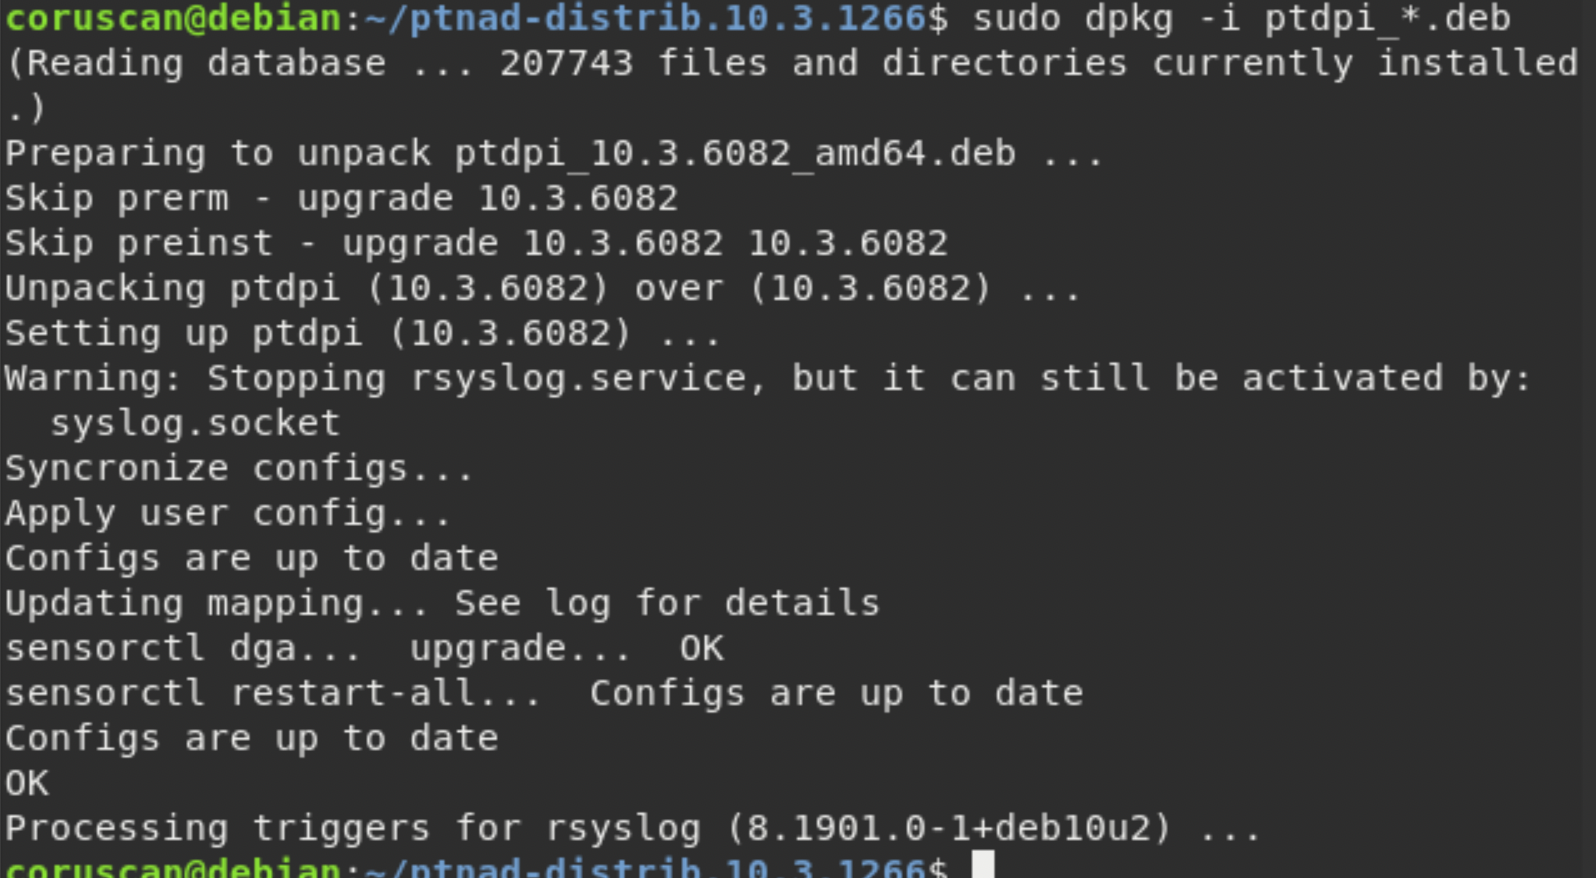 coruscan@debian:~/ptnad-distrib.10.3.1266$ sudo dpkg -i ptdpi_*.deb
(Reading database ... 207743 files and directories currently installed
.)
Preparing to unpack ptdpi_10.3.6082_amd64.deb ...
Skip prerm - upgrade 10.3.6082
Skip preinst - upgrade 10.3.6082 10.3.6082
Unpacking ptdpi (10.3.6082) over (10.3.6082) ...
Setting up ptdpi (10.3.6082) ...
Warning: Stopping rsyslog.service, but it can still be activated by:
  syslog.socket
Syncronize configs...
Apply user config...
Configs are up to date
Updating mapping... See log for details
sensorctl dga...  upgrade...  OK
sensorctl restart-all...  Configs are up to date
Configs are up to date
OK
Processing triggers for rsyslog (8.1901.0-1+deb10u2) ...
coruscan@debian:~/ptnad-distrib.10.3.1266$